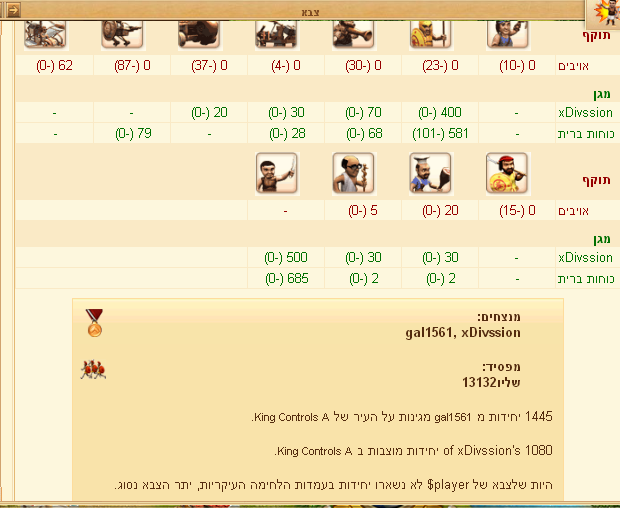 צבא
תוקף
אויבים 0 (-10) 0 (-23) 0 (-30) 0 (-4) 0 (-37) 0 (-87) 62 (-0)
מגן
xDivssion - 400 (-0) 70 (-0) 30 (-0) 20 (-0) - -
כוחות ברית - 581 (-101) 68 (-0) 28 (-0) - 79 (-0) -
תוקף
אויבים 0 (-15) 20 (-0) 5 (-0) -
מגן
xDivssion - 30 (-0) 30 (-0) 500 (-0)
כוחות ברית - 2 (-0) 2 (-0) 685 (-0)
מנצחים:
gal1561, xDivssion
מפסיד:
שליו13132
1445 יחידות מ gal1561 מגינות על העיר של King Controls A.
1080 of xDivssion's יחידות מוצבות ב King Controls A.
היות שלצבא של player$ לא נשארו יחידות בעמדות הלחימה העיקריות, יתר הצבא נסוג.